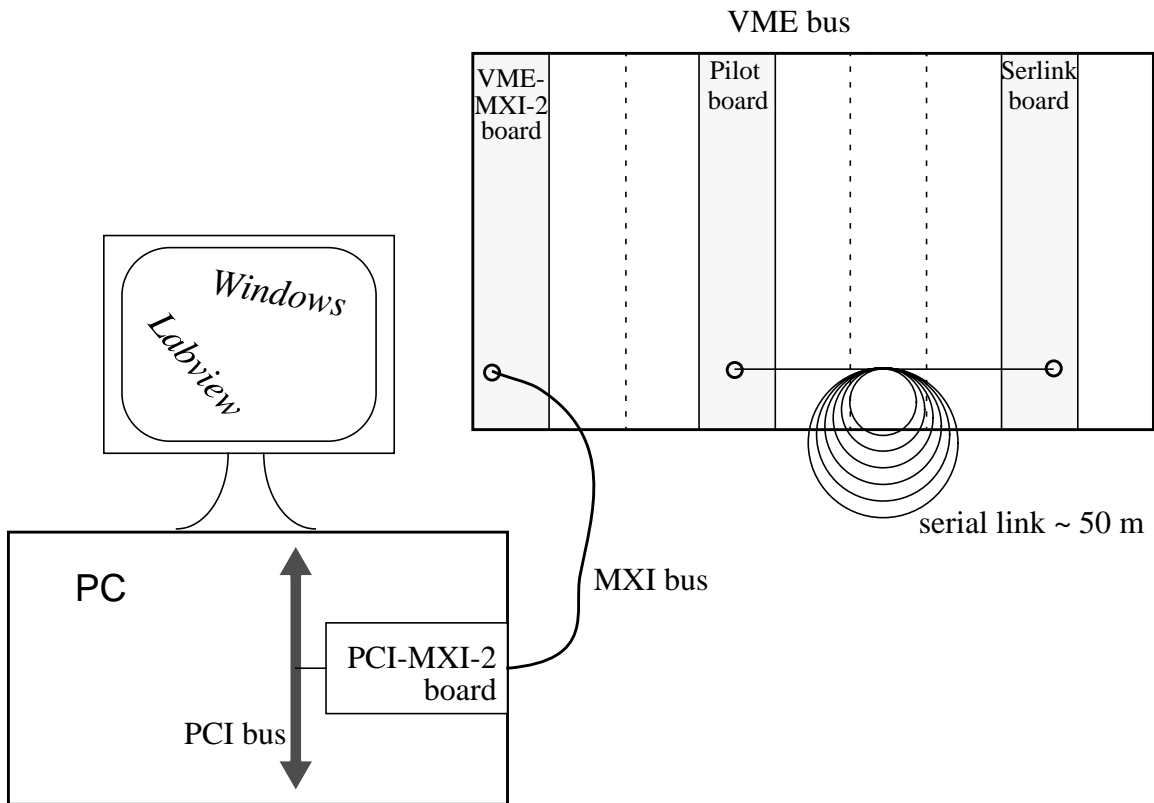 VME bus
VME-
MXI-2
board
Pilot
board
Serlink
board
Windows
Labview
serial link ~ 50 m
MXI bus
PC
PCI-MXI-2
board
PCI bus